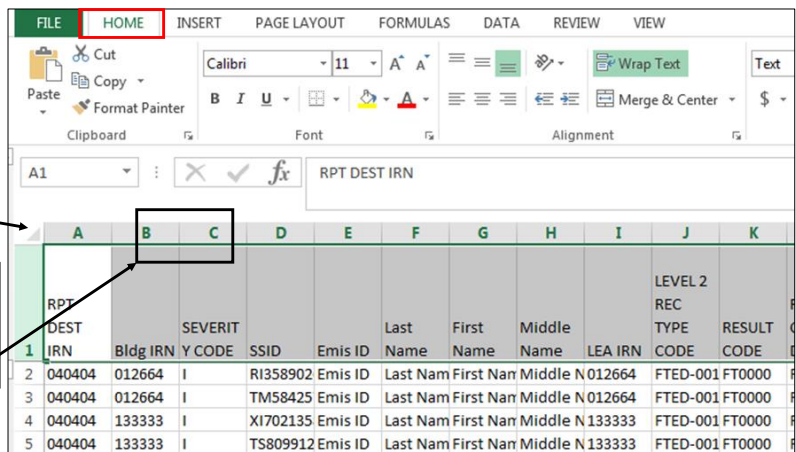 FILE HOME INSERT PAGE LAYOUT FORMULAS DATA REVIEW VIEW
Cut
Copy
Format Painter
Paste
Clipboard
Calibri 11 A A
B I U A
Font
Wrap Text
Merge & Center
Alignment
Text
$
A1 fx RPT DEST IRN
A B C D E F G H I J K
1 RPT DEST IRN Bldg IRN SEVERIT Y CODE SSID Emis ID Last Name First Name Middle Name LEA IRN LEVEL 2 REC TYPE CODE RESULT CODE
2 040404 012664 I RI358902 Emis ID Last Nam First Nam Middle N 012664 FTED-001 FT0000
3 040404 012664 I TM58425 Emis ID Last Nam First Nam Middle N 012664 FTED-001 FT0000
4 040404 133333 I XI702135 Emis ID Last Nam First Nam Middle N 133333 FTED-001 FT0000
5 040404 133333 I TS809912 Emis ID Last Nam First Nam Middle N 133333 FTED-001 FT0000